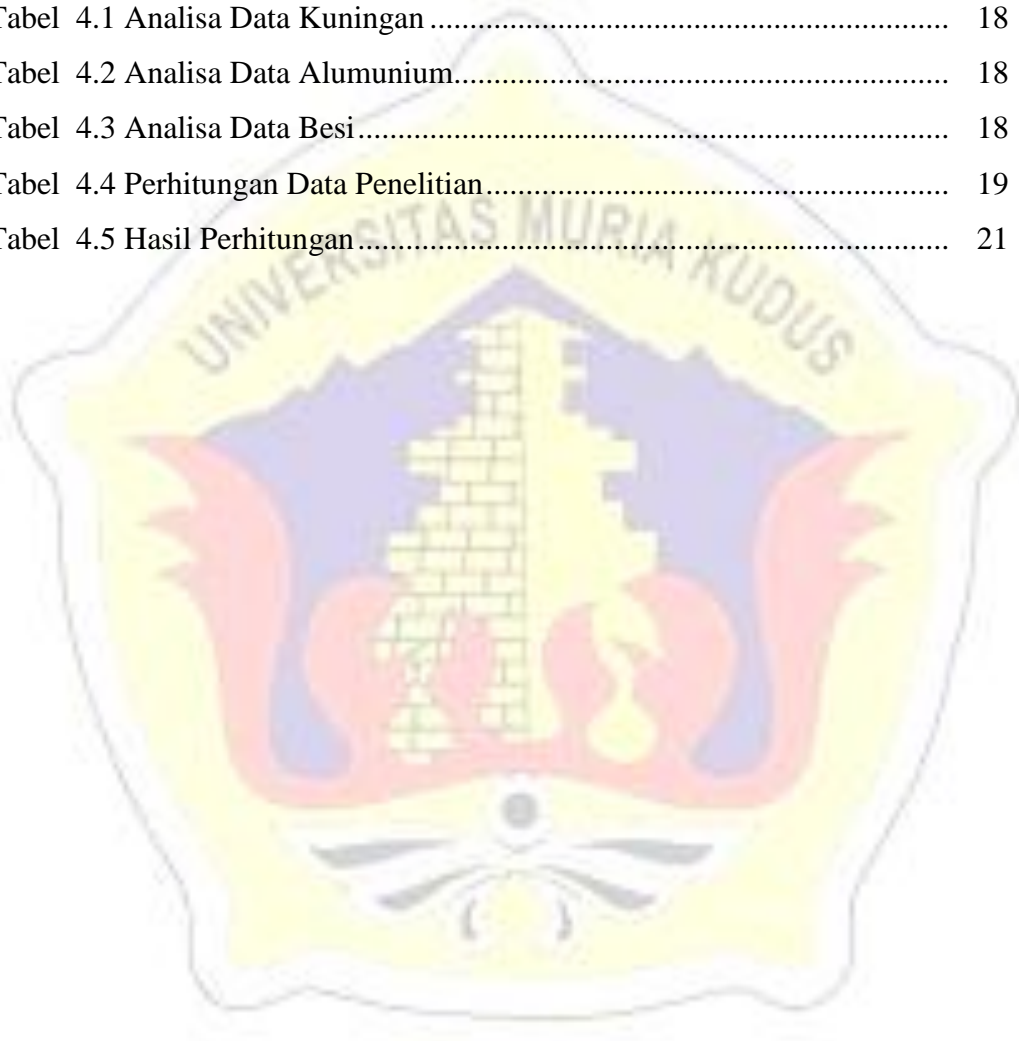 Tabel 4.1 Analisa Data Kuningan ................................................................. 18
Tabel 4.2 Analisa Data Alumunium.............................................................. 18
Tabel 4.3 Analisa Data Besi .......................................................................... 18
Tabel 4.4 Perhitungan Data Penelitian.......................................................... 19
Tabel 4.5 Hasil Perhitungan .......................................................................... 21
UNIVERSITAS MURIA KUDUS